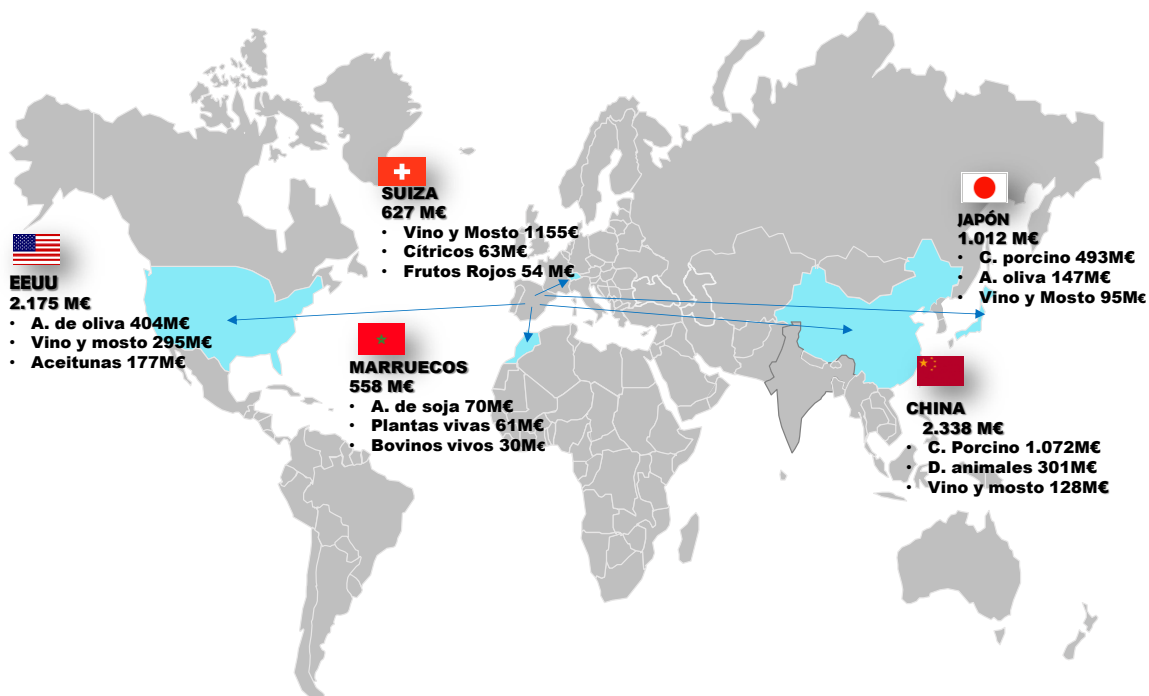 SUIZA
627 M€
• Vino y Mosto 1155€
• Cítricos 63M€
• Frutos Rojos 54 M€
JAPÓN
1.012 M€
• C. porcino 493M€
• A. oliva 147M€
• Vino y Mosto 95M€
EEUU
2.175 M€
• A. de oliva 404M€
• Vino y mosto 295M€
• Aceitunas 177M€
MARRUECOS
558 M€
• A. de soja 70M€
• Plantas vivas 61M€
• Bovinos vivos 30M€
CHINA
2.338 M€
• C. Porcino 1.072M€
• D. animales 301M€
• Vino y mosto 128M€